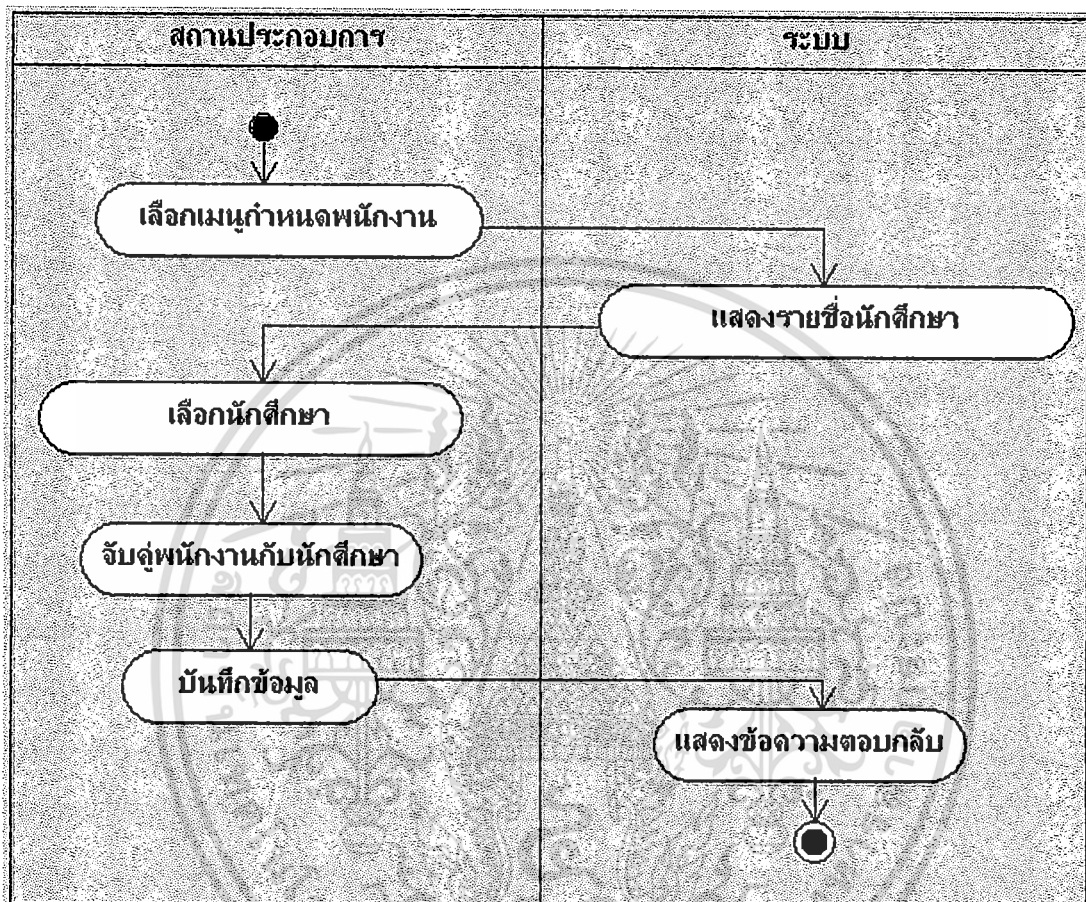 สถานประกอบการ
ระบบ
เลือกเมนูกำหนดพนักงาน
แสดงรายชื่อนักศึกษา
เลือกนักศึกษา
จับคู่พนักงานกับนักศึกษา
บันทึกข้อมูล
แสดงข้อความตอบกลับ